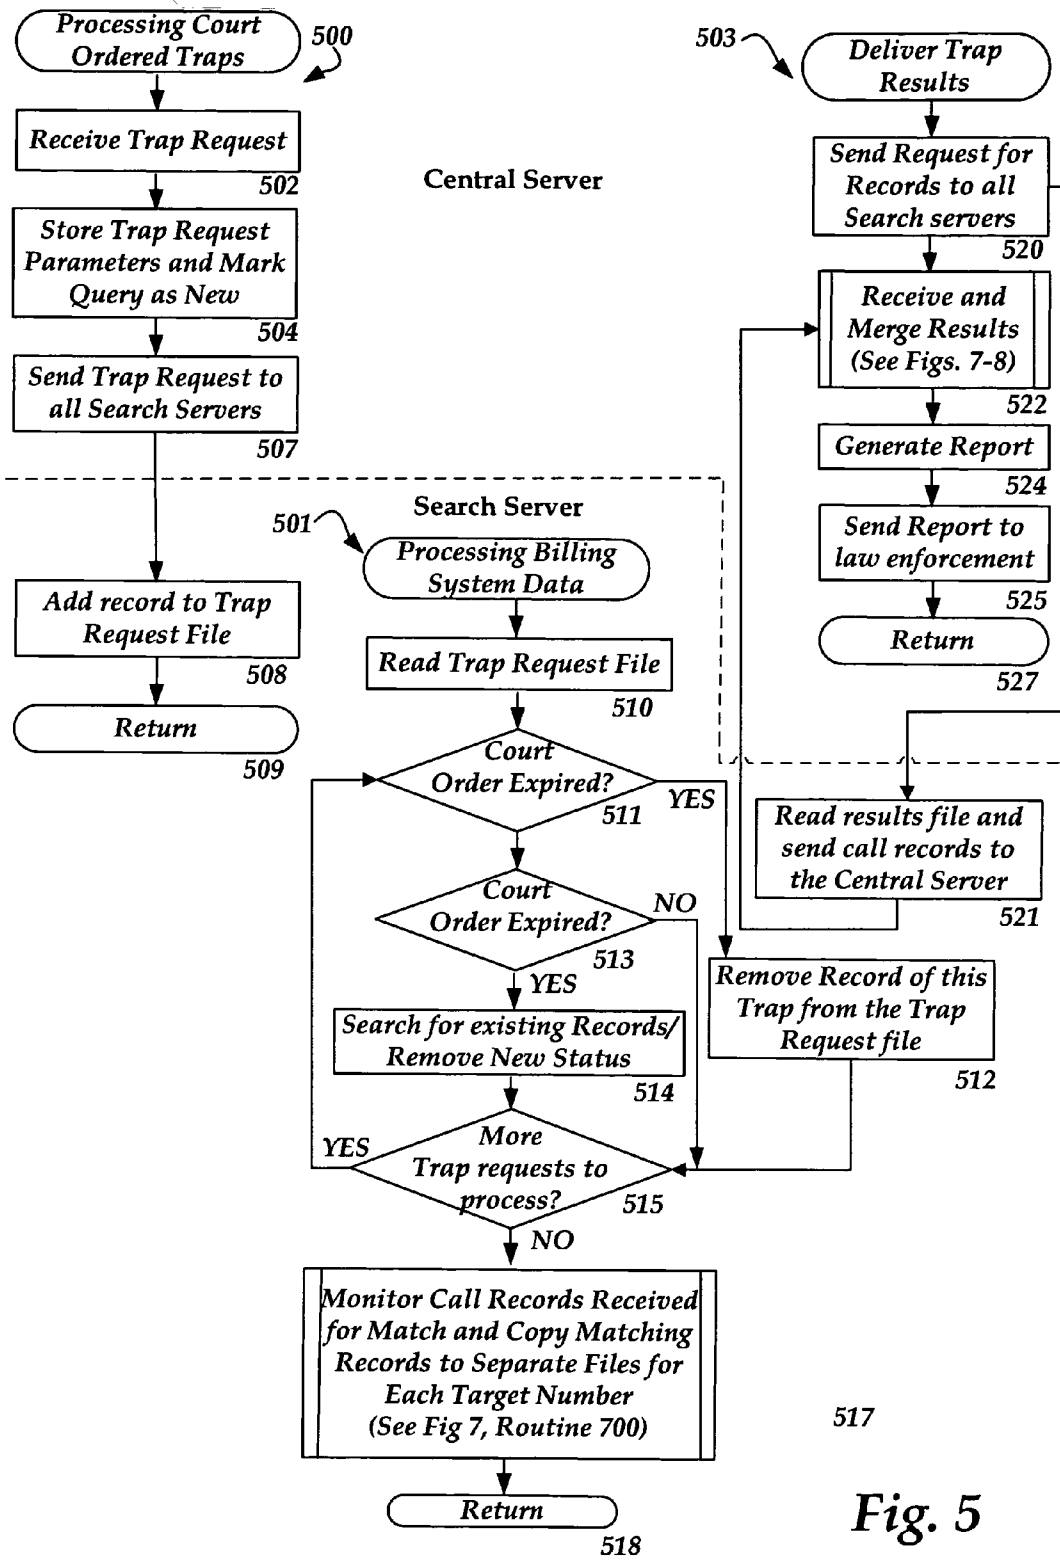 Processing Court
Ordered Traps
500
Receive Trap Request
502
Store Trap Request
Parameters and Mark
Query as New
504
Send Trap Request to
all Search Servers
507
Central Server
503
Deliver Trap
Results
Send Request for
Records to all
Search servers
520
Receive and
Merge Results
(See Figs. 7-8)
522
Generate Report
524
Send Report to
law enforcement
525
Return
527
Add record to Trap
Request File
508
Return
509
Search Server
501
Processing Billing
System Data
Read Trap Request File
510
Court
Order Expired?
511
YES
Court
Order Expired?
513
NO
YES
Search for existing Records/
Remove New Status
514
More
Trap requests to
process?
515
YES
NO
Read results file and
send call records to
the Central Server
521
Remove Record of this
Trap from the Trap
Request file
512
Monitor Call Records Received
for Match and Copy Matching
Records to Separate Files for
Each Target Number
(See Fig 7, Routine 700)
517
Return
518
Fig. 5